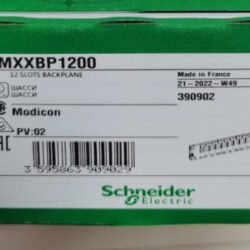 MXXBP1200
12 SLOTS BACKPLANE
ШАССИ
ШАССИ
Modicon
PV:02
Made in France
21-2022-W49
390902
3 595863 909029
Schneider
Electric